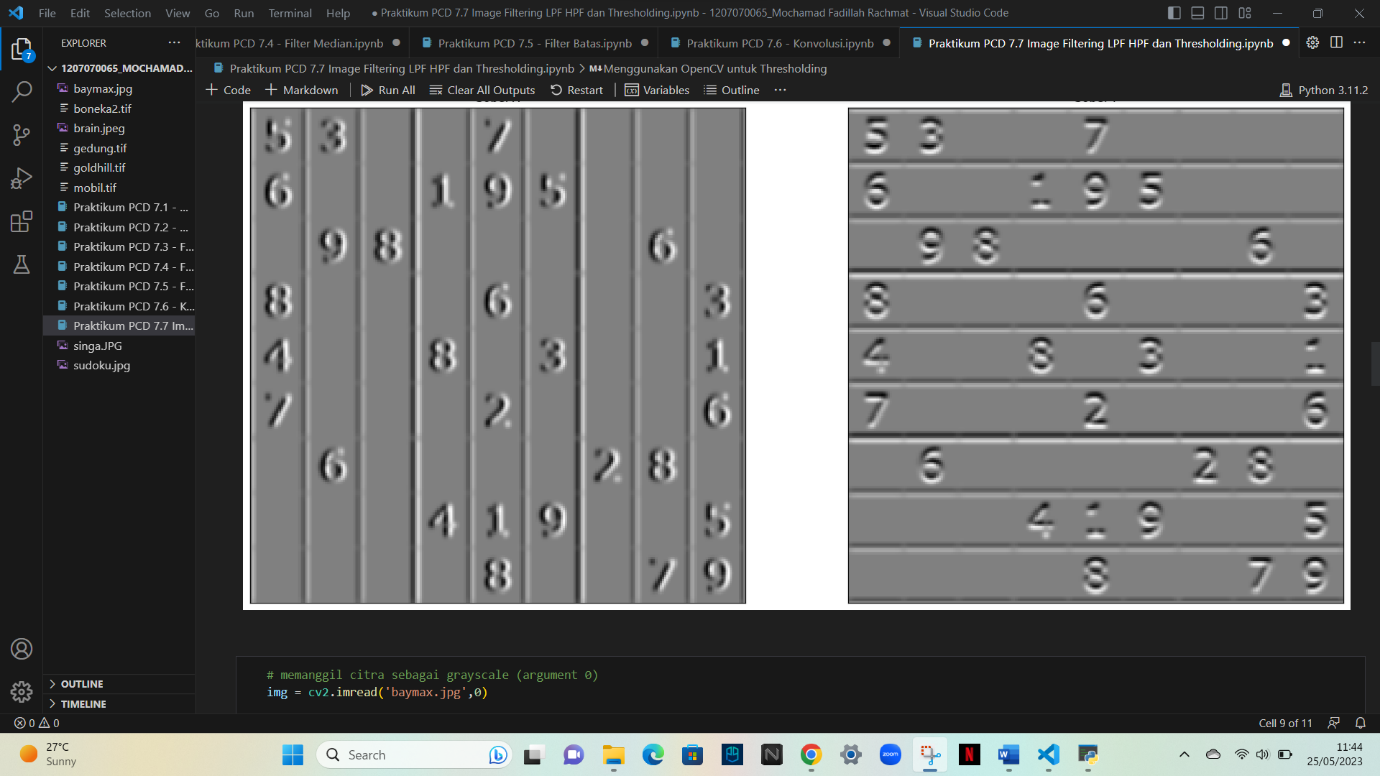 File Edit Selection View Go Run Terminal Help ● Praktikum PCD 7.7 Image Filtering LPF HPF dan Thresholding.ipynb - 1207070065_Mochamad Fadillah Rachmat - Visual Studio Code
EXPLORER ktikum PCD 7.4 - Filter Median.ipynb Praktikum PCD 7.5 - Filter Batas.ipynb Praktikum PCD 7.6 - Konvolusi.ipynb Praktikum PCD 7.7 Image Filtering LPF HPF dan Thresholding.ipynb
7
1207070065_MOCHAMAD... Praktikum PCD 7.7 Image Filtering LPF HPF dan Thresholding.ipynb > M↓Menggunakan OpenCV untuk Thresholding
+ Code + Markdown Run All Clear All Outputs Restart Variables Outline ... Python 3.11.2
baymax.jpg
boneka2.tif
brain.jpeg
gedung.tif
goldhill.tif
mobil.tif
Praktikum PCD 7.1 - ...
Praktikum PCD 7.2 - ...
Praktikum PCD 7.3 - F...
Praktikum PCD 7.4 - F...
Praktikum PCD 7.5 - F...
Praktikum PCD 7.6 - K...
Praktikum PCD 7.7 Im...
singa.JPG
sudoku.jpg
5 3 7
6 1 9 5
9 8 6
8 6 3
4 8 3 1
7 2 6
6 2 8
4 1 9 5
8 7 9
5 3 7
6 1 9 5
9 8 6
8 6 3
4 8 3 1
7 2 6
6 2 8
4 1 9 5
8 7 9
# memanggil citra sebagai grayscale (argument 0)
img = cv2.imread('baymax.jpg',0)
OUTLINE
TIMELINE
0 0 Cell 9 of 11
27°C
Sunny
Search
zoom
11:44
25/05/2023